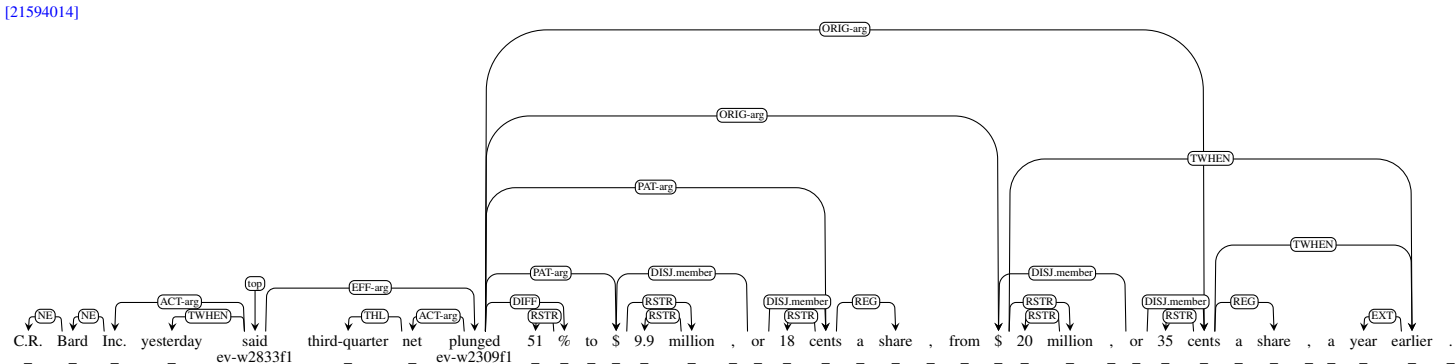 [21594014]
ORIG-arg
ORIG-arg
TWHEN
PAT-arg
TWHEN
PAT-arg DISJ.member DISJ.member
top EFF-arg
ACT-arg DIFF RSTR DISJ.member REG RSTR DISJ.member REG
NE NE TWHEN THL ACT-arg RSTR RSTR RSTR RSTR RSTR EXT
C.R. Bard Inc. yesterday said third-quarter net plunged 51 % to $ 9.9 million , or 18 cents a share , from $ 20 million , or 35 cents a share , a year earlier .
_ _ _ _ ev-w2833f1 _ _ ev-w2309f1 _ _ _ _ _ _ _ _ _ _ _ _ _ _ _ _ _ _ _ _ _ _ _ _ _ _ _ _